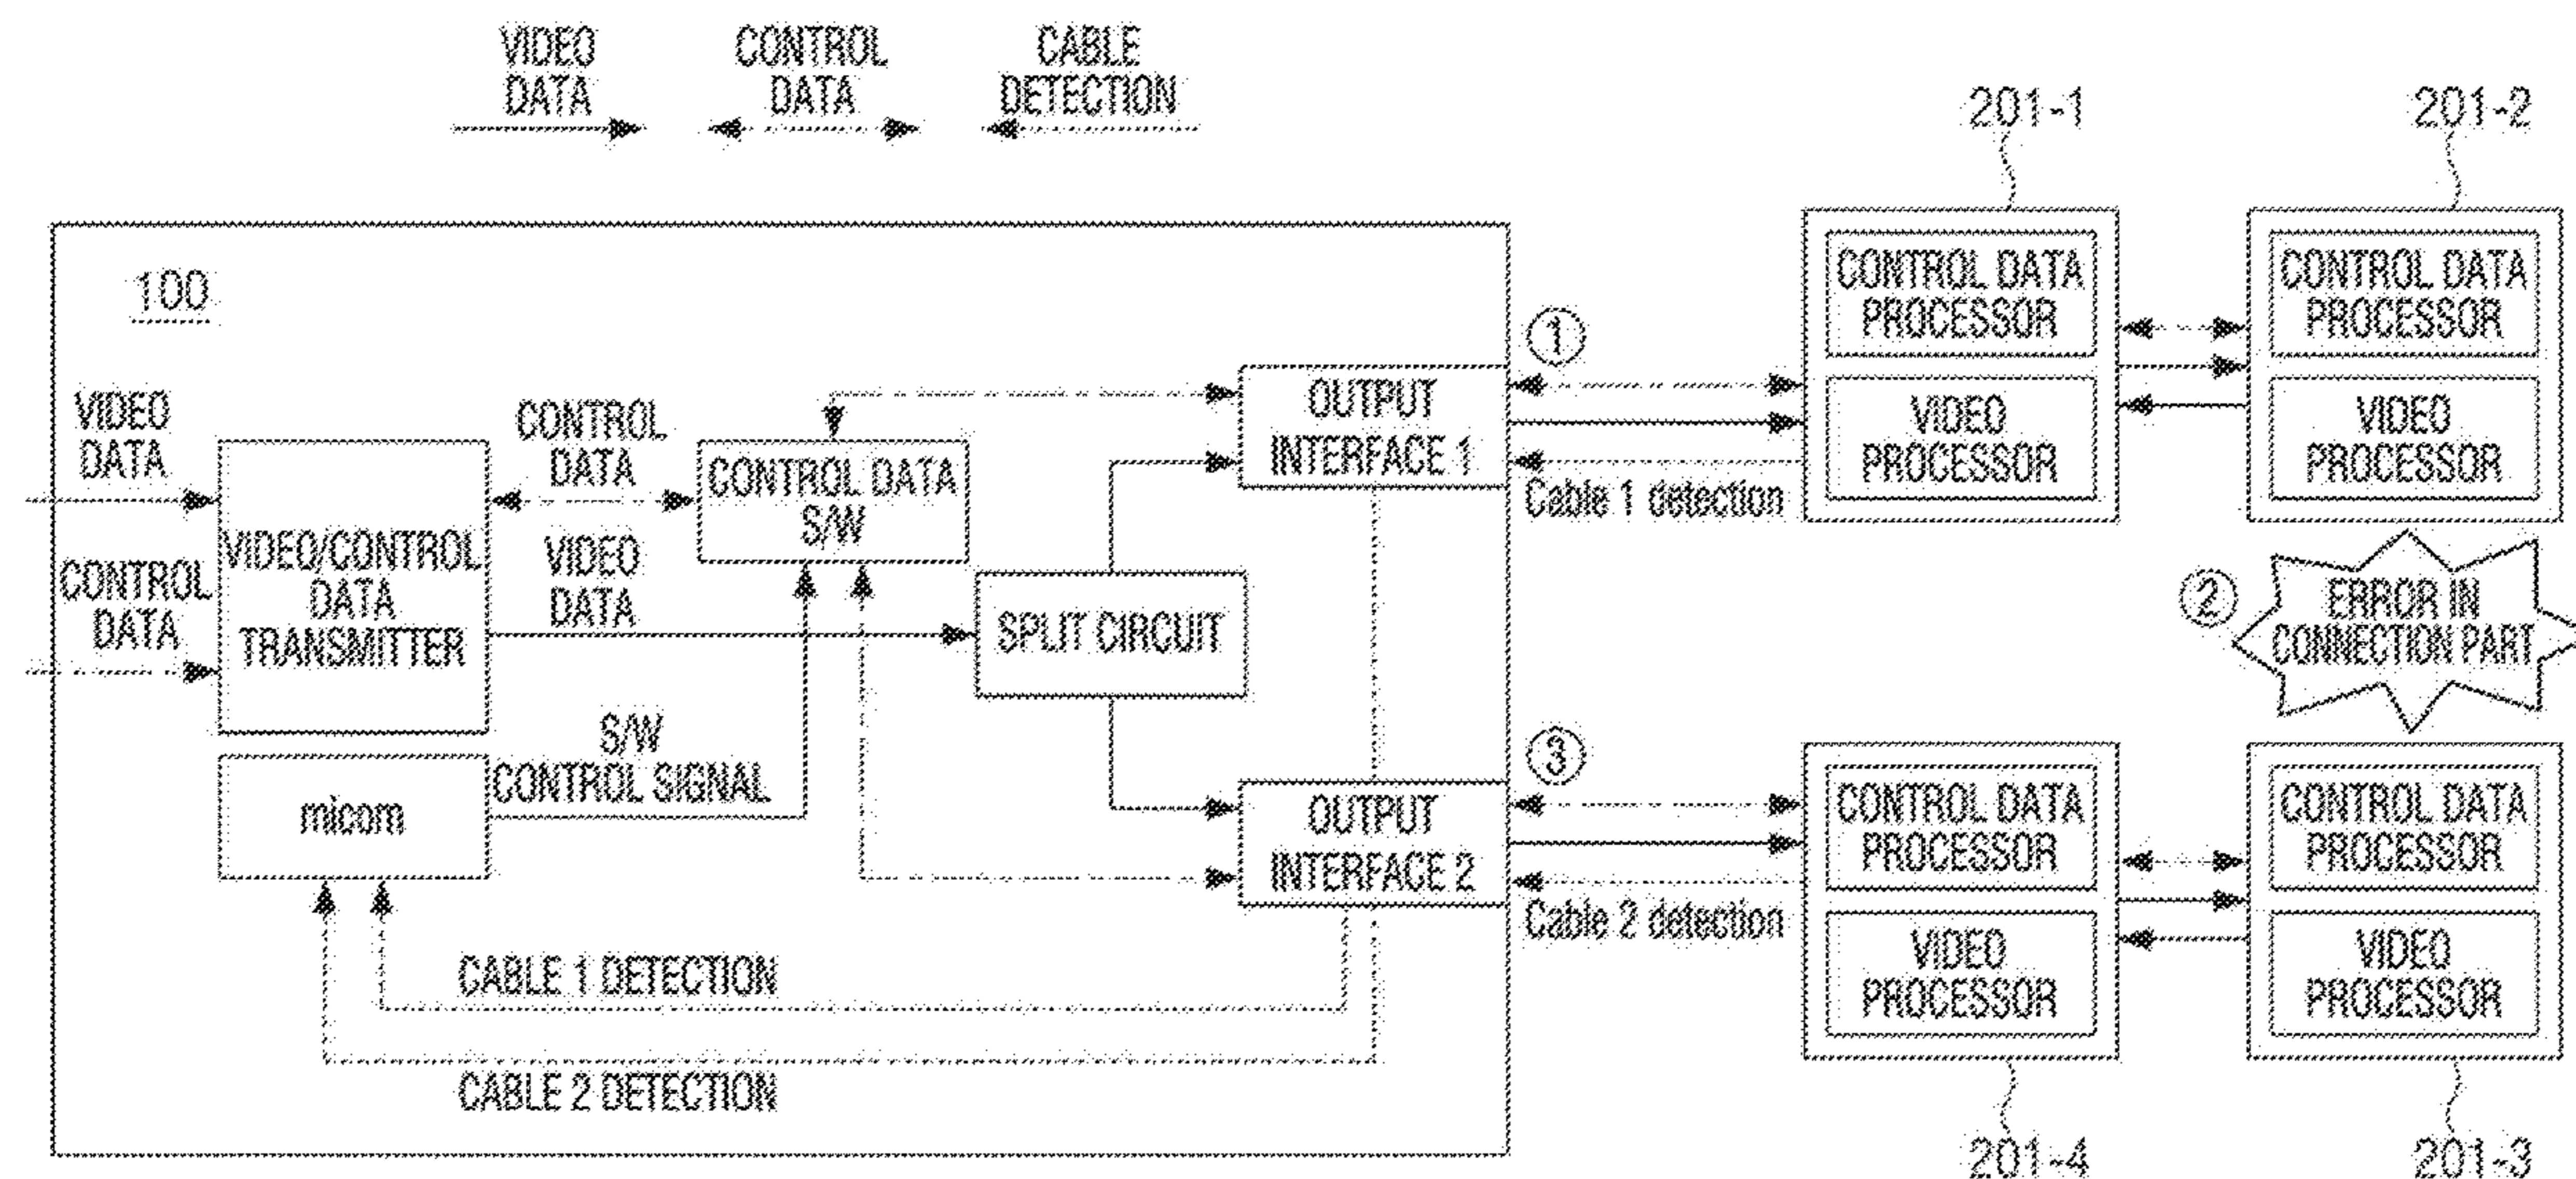 VIDEO
DATA
CONTROL
DATA
CABLE
DETECTION
201-1
201-2
100
VIDEO
DATA
CONTROL
DATA
VIDEO/CONTROL
DATA
TRANSMITTER
CONTROL
DATA
VIDEO
DATA
CONTROL DATA
S/W
SPLIT CIRCUIT
micom
S/W
CONTROL SIGNAL
CABLE 1 DETECTION
CABLE 2 DETECTION
OUTPUT
INTERFACE 1
OUTPUT
INTERFACE 2
①
Cable 1 detection
③
Cable 2 detection
CONTROL DATA
PROCESSOR
VIDEO
PROCESSOR
CONTROL DATA
PROCESSOR
VIDEO
PROCESSOR
②
ERROR IN
CONNECTION PART
CONTROL DATA
PROCESSOR
VIDEO
PROCESSOR
CONTROL DATA
PROCESSOR
VIDEO
PROCESSOR
201-4
201-3